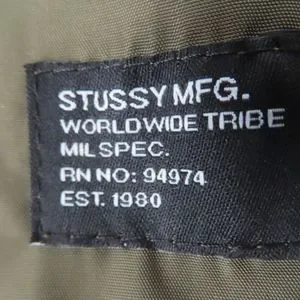 STUSSY MFG.
WORLDWIDE TRIBE
MILSPEC.
RN NO: 94974
EST. 1980